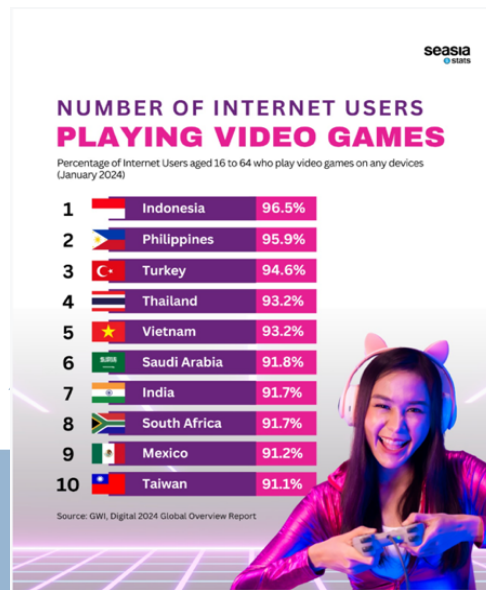 seasia
stats
NUMBER OF INTERNET USERS
PLAYING VIDEO GAMES
Percentage of Internet Users aged 16 to 64 who play video games on any devices
(January 2024)
1 Indonesia 96.5%
2 Philippines 95.9%
3 Turkey 94.6%
4 Thailand 93.2%
5 Vietnam 93.2%
6 Saudi Arabia 91.8%
7 India 91.7%
8 South Africa 91.7%
9 Mexico 91.2%
10 Taiwan 91.1%
Source: GWI, Digital 2024 Global Overview Report